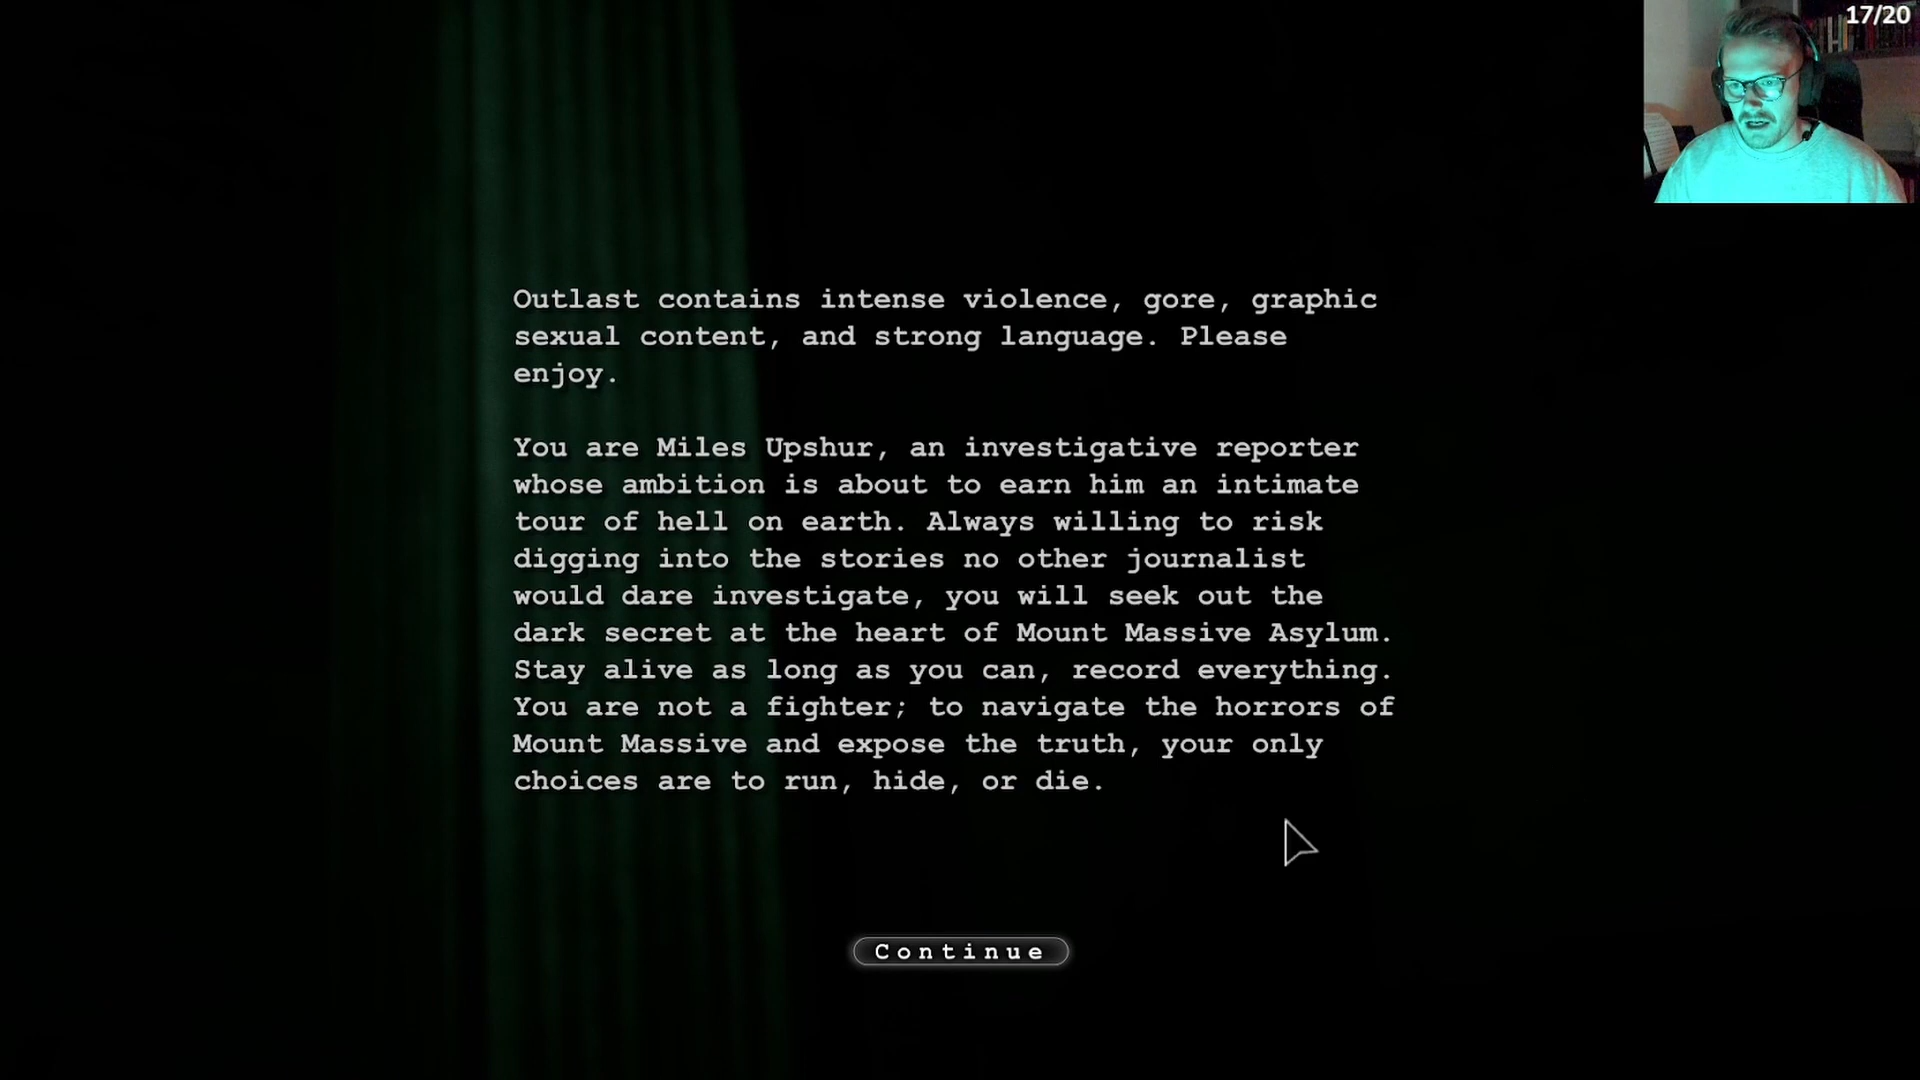 17/20
Outlast contains intense violence, gore, graphic
sexual content, and strong language. Please
enjoy.
You are Miles Upshur, an investigative reporter
whose ambition is about to earn him an intimate
tour of hell on earth. Always willing to risk
digging into the stories no other journalist
would dare investigate, you will seek out the
dark secret at the heart of Mount Massive Asylum.
Stay alive as long as you can, record everything.
You are not a fighter; to navigate the horrors of
Mount Massive and expose the truth, your only
choices are to run, hide, or die.
Continue